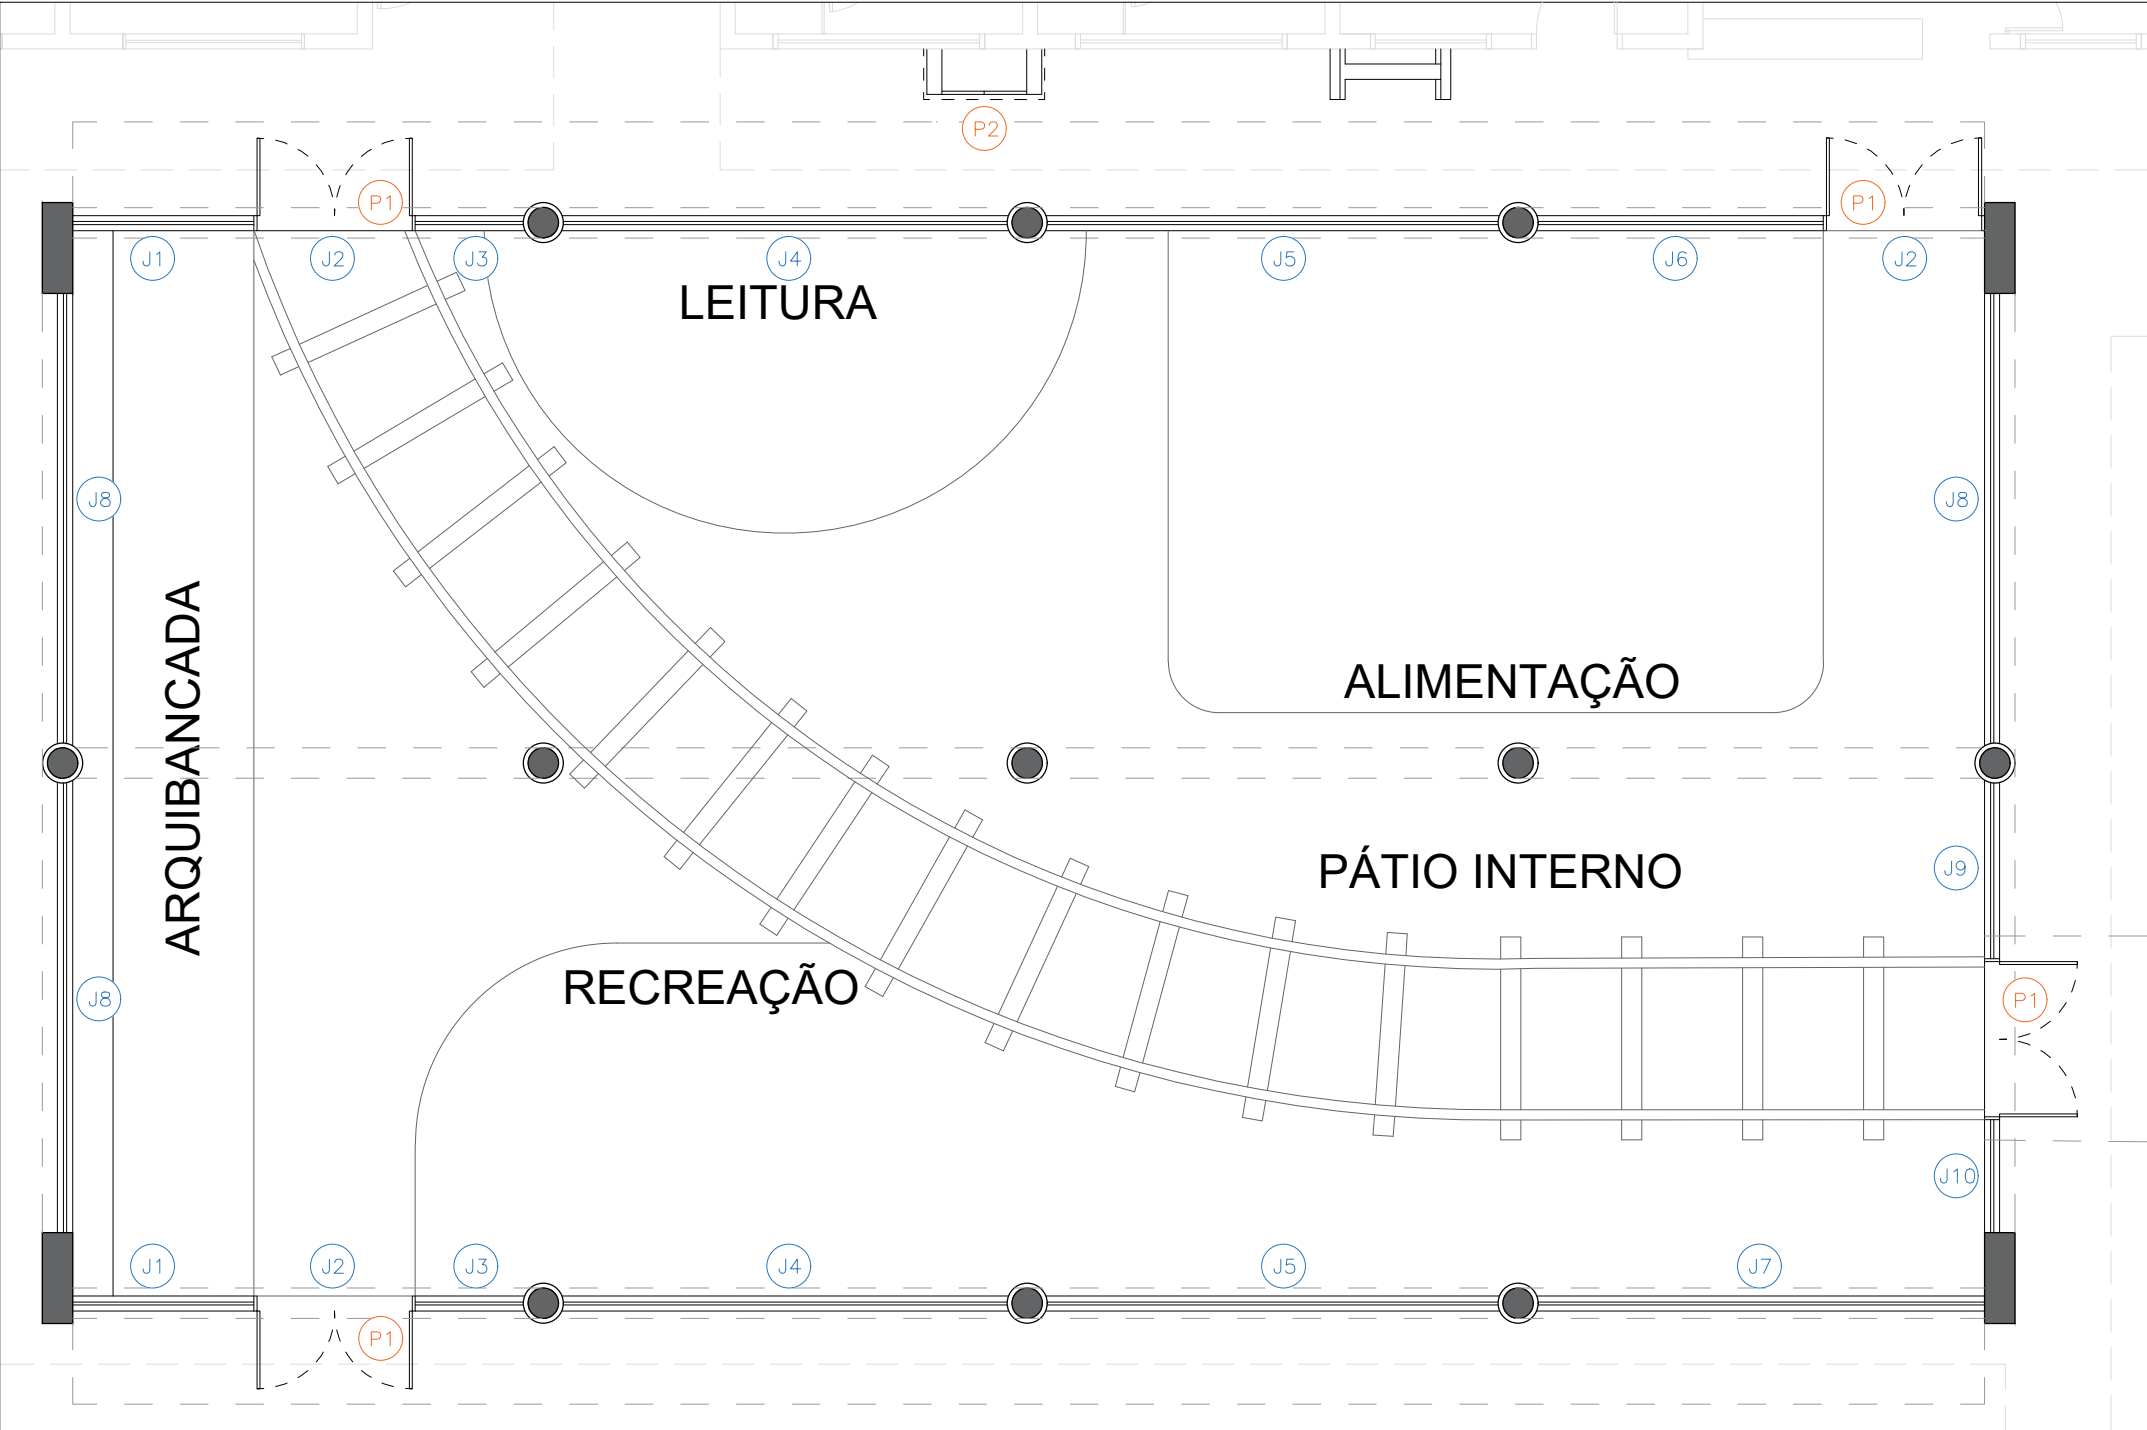 P2
P1
P1
J1
J2
J3
J4
J5
J6
J2
LEITURA
J8
J8
ARQUIBANCADA
ALIMENTAÇÃO
PÁTIO INTERNO
J9
RECREAÇÃO
J8
P1
J10
J1
J2
J3
J4
J5
J7
P1